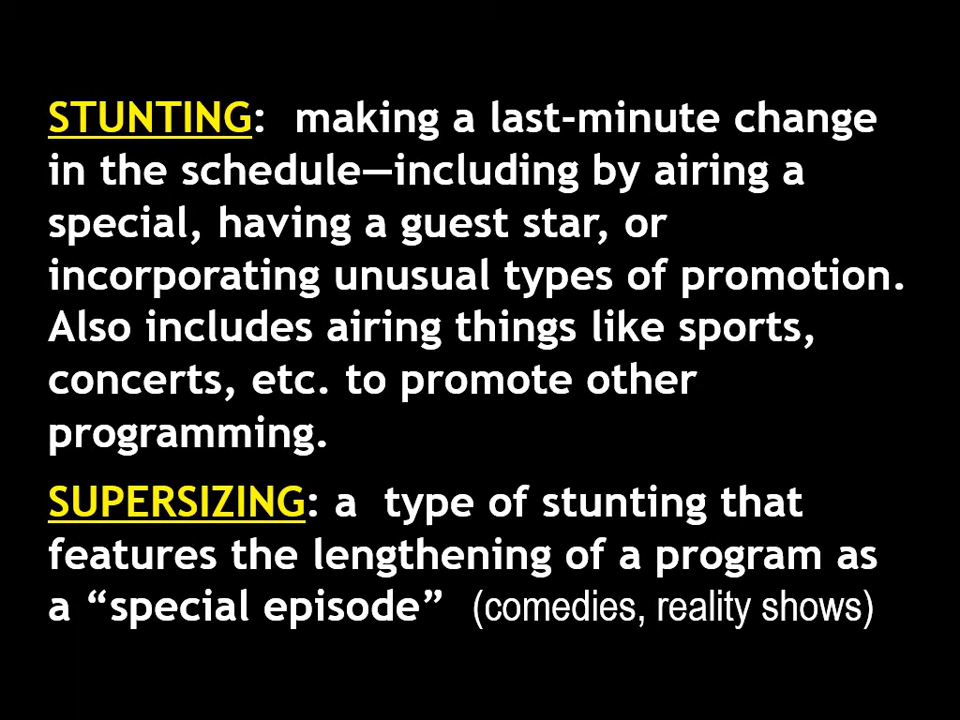 STUNTING:  making a last-minute change
in the schedule—including by airing a
special, having a guest star, or
incorporating unusual types of promotion.
Also includes airing things like sports,
concerts, etc. to promote other
programming.
SUPERSIZING: a  type of stunting that
features the lengthening of a program as
a “special episode”  (comedies, reality shows)